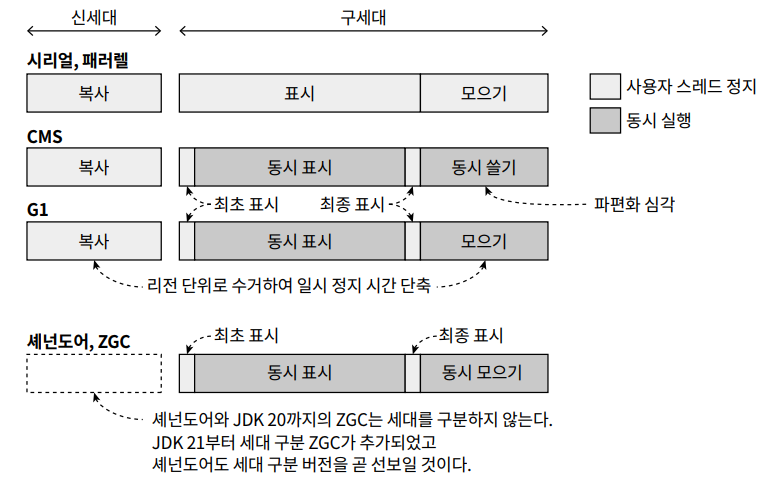 신세대
구세대
시리얼, 패러렐
복사
표시
모으기
사용자 스레드 정지
동시 실행
CMS
복사
동시 표시
동시 쓸기
최초 표시
최종 표시
파편화 심각
G1
복사
동시 표시
모으기
리전 단위로 수거하여 일시 정지 시간 단축
셰넌도어, ZGC
최초 표시
최종 표시
동시 표시
동시 모으기
셰넌도어와 JDK 20까지의 ZGC는 세대를 구분하지 않는다.
JDK 21부터 세대 구분 ZGC가 추가되었고
셰넌도어도 세대 구분 버전을 곧 선보일 것이다.